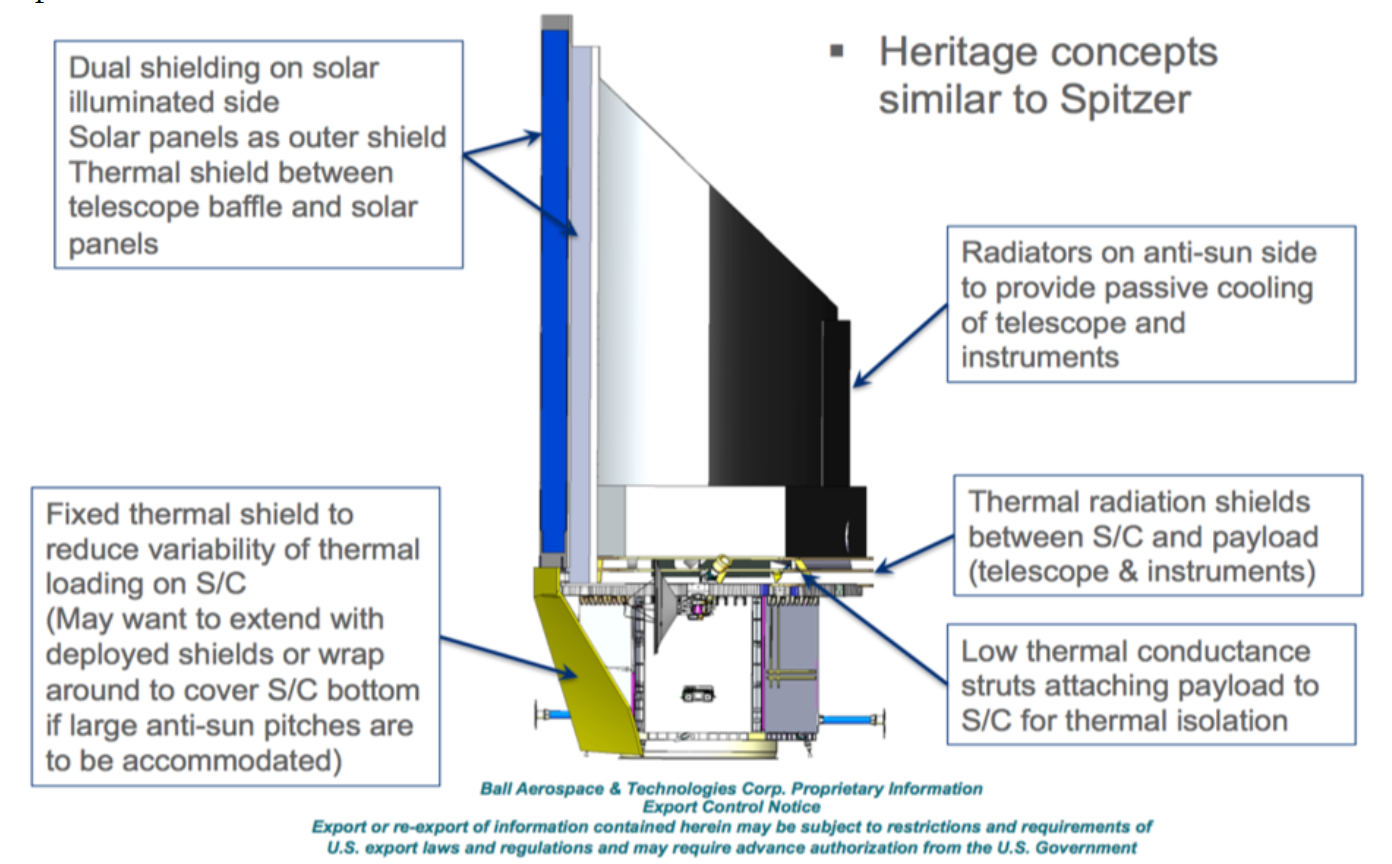 Dual shielding on solar
illuminated side
Solar panels as outer shield
Thermal shield between
telescope baffle and solar
panels
▪ Heritage concepts
similar to Spitzer
Radiators on anti-sun side
to provide passive cooling
of telescope and
instruments
Fixed thermal shield to
reduce variability of thermal
loading on S/C
(May want to extend with
deployed shields or wrap
around to cover S/C bottom
if large anti-sun pitches are
to be accommodated)
Thermal radiation shields
between S/C and payload
(telescope & instruments)
Low thermal conductance
struts attaching payload to
S/C for thermal isolation
Ball Aerospace & Technologies Corp. Proprietary Information
Export Control Notice
Export or re-export of information contained herein may be subject to restrictions and requirements of
U.S. export laws and regulations and may require advance authorization from the U.S. Government